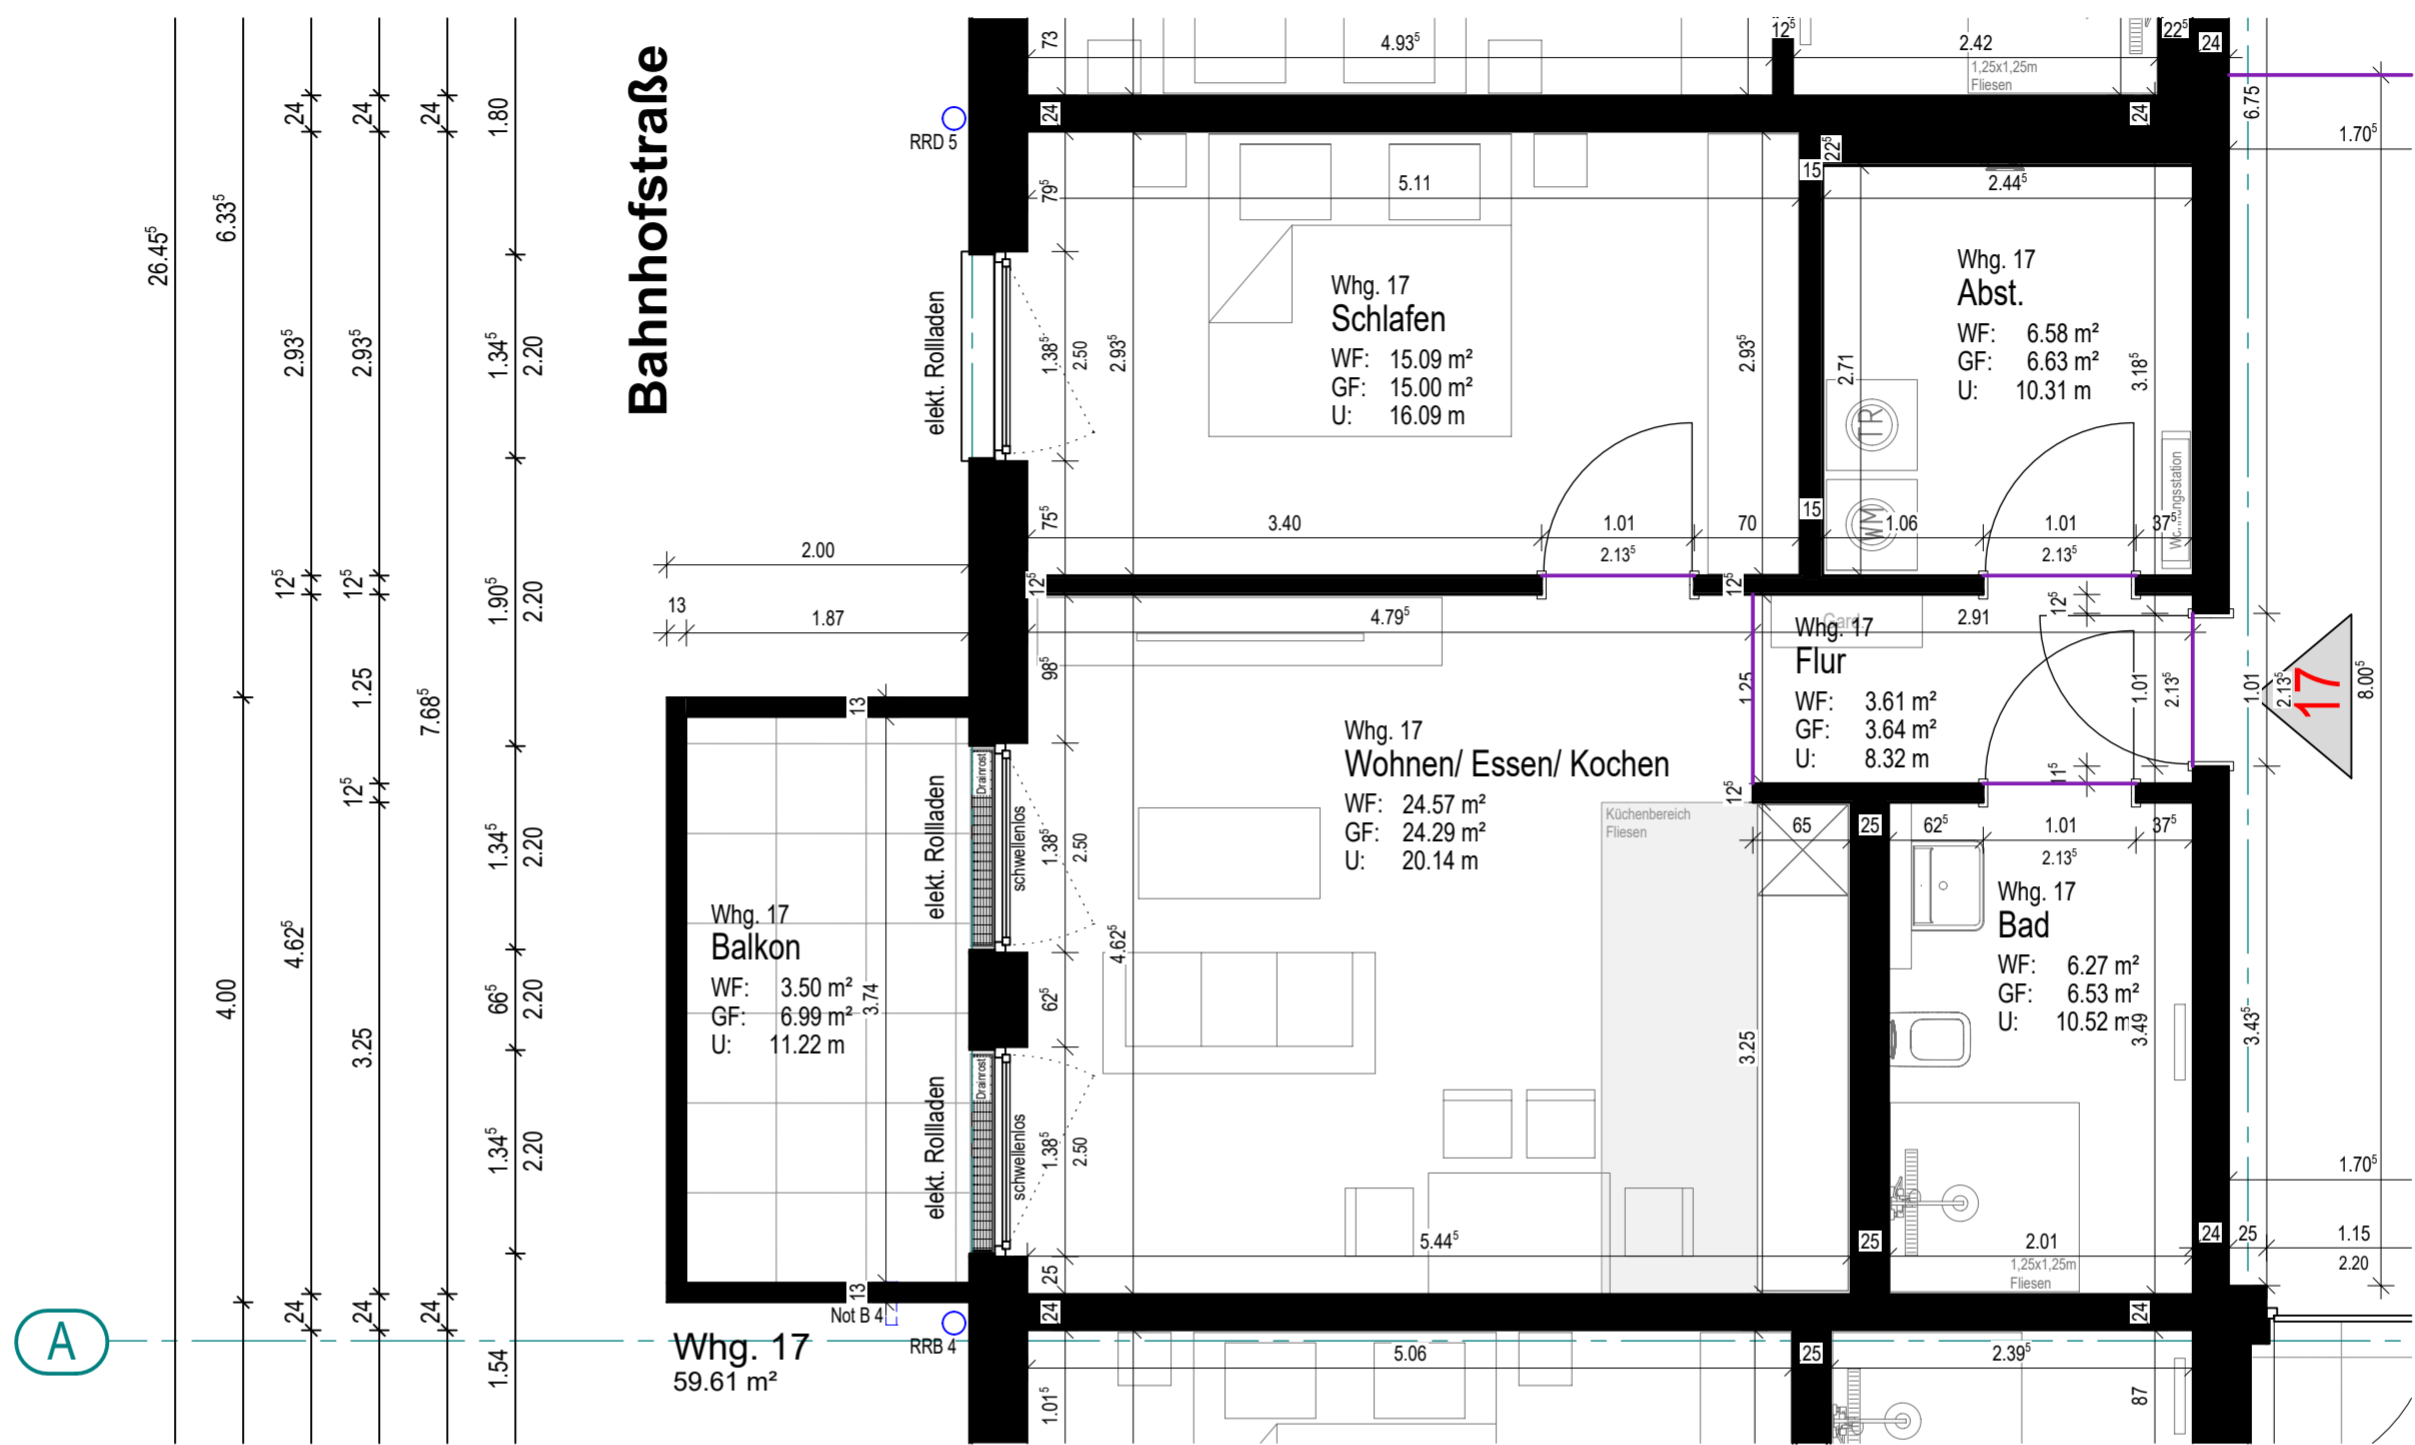 Bahnhofstraße
26.45⁵
6.33⁵
4.00
24
2.93⁵
12⁵
4.62⁵
24
24
2.93⁵
12⁵
1.25
12⁵
3.25
24
24
7.68⁵
24
1.80
1.34⁵
2.20
1.90⁵
2.20
1.34⁵
2.20
66⁵
2.20
1.34⁵
2.20
1.54
A
RRD 5
elekt. Rollladen
2.00
13
1.87
13
Whg. 17
Balkon
WF: 3.50 m²
GF: 6.99 m²
U: 11.22 m
3.74
13
elekt. Rollladen
elekt. Rollladen
Drainrost
Drainrost
schwellenlos
schwellenlos
Not B 4
RRB 4
Whg. 17
59.61 m²
73
4.93⁵
12⁵
2.42
22⁵
24
1,25x1,25m
Fliesen
24
24
6.75
1.70⁵
79⁵
5.11
15
22⁵
2.44⁵
1.38⁵
2.50
2.93⁵
Whg. 17
Schlafen
WF: 15.09 m²
GF: 15.00 m²
U: 16.09 m
2.93⁵
2.71
Whg. 17
Abst.
WF: 6.58 m²
GF: 6.63 m²
U: 10.31 m
3.18⁵
TR
WM
75⁵
3.40
1.01
2.13⁵
70
15
1.06
1.01
2.13⁵
37⁵
12⁵
12⁵
4.79⁵
2.91
12⁵
98⁵
Gard.
Whg. 17
Flur
WF: 3.61 m²
GF: 3.64 m²
U: 8.32 m
1.25
1.01
2.13⁵
11⁵
1.01
2.13⁵
17
8.00⁵
Whg. 17
Wohnen/ Essen/ Kochen
WF: 24.57 m²
GF: 24.29 m²
U: 20.14 m
12⁵
Küchenbereich
Fliesen
65
25
62⁵
1.01
2.13⁵
37⁵
1.38⁵
2.50
4.62⁵
62⁵
1.38⁵
2.50
25
3.25
Whg. 17
Bad
WF: 6.27 m²
GF: 6.53 m²
U: 10.52 m
3.49
3.43⁵
1.70⁵
5.44⁵
25
2.01
1,25x1,25m
Fliesen
24
25
1.15
2.20
24
24
5.06
25
2.39⁵
1.01⁵
87